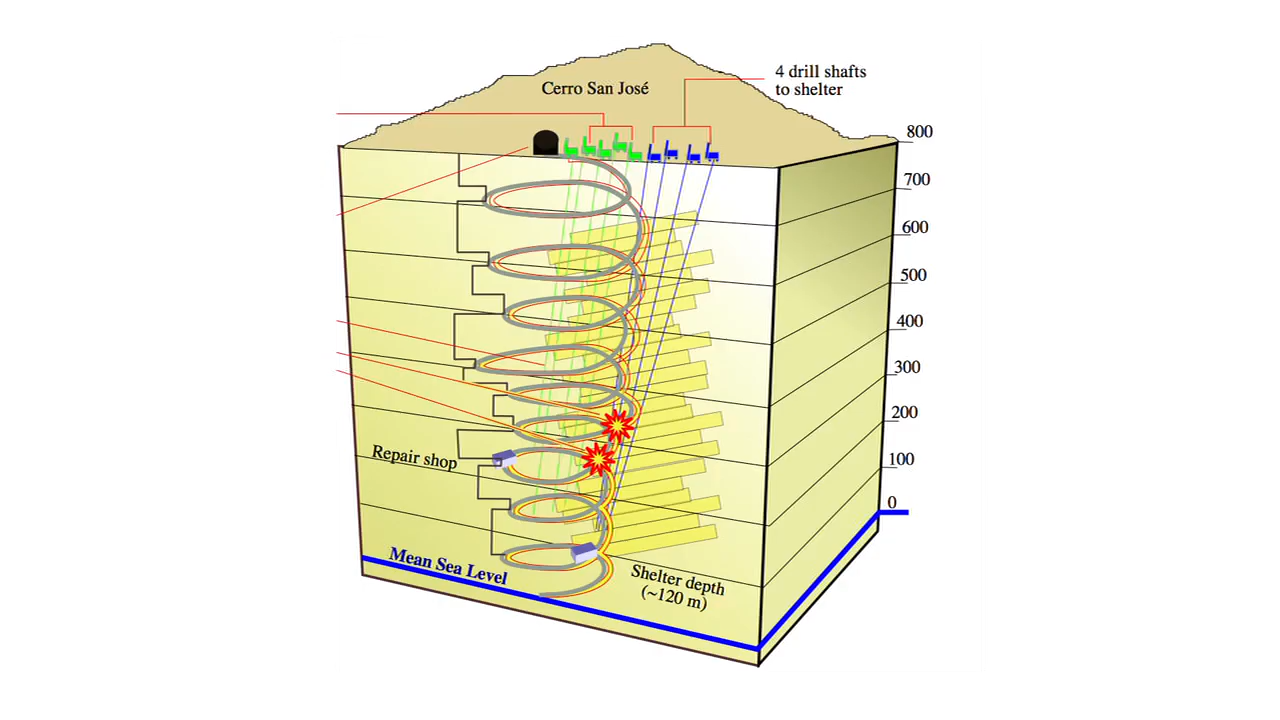 4 drill shafts
to shelter
Cerro San José
800
700
600
500
400
300
200
100
0
Repair shop
Mean Sea Level
Shelter depth
(~120 m)